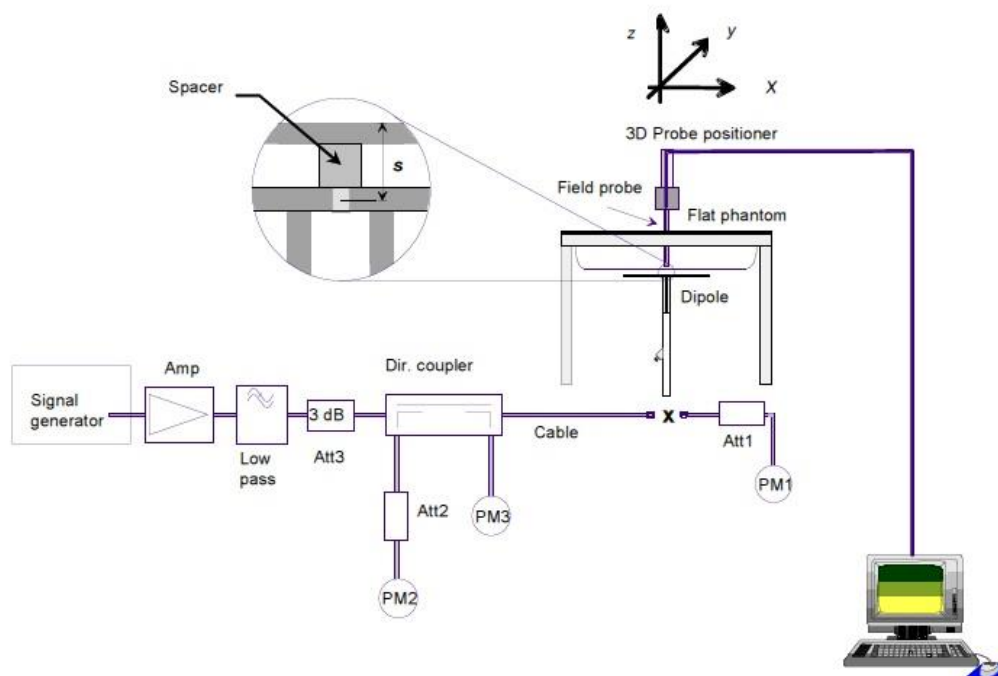 z
y
X
Spacer
s
3D Probe positioner
Field probe
Flat phantom
Dipole
Dir. coupler
Amp
Signal
generator
3 dB
Cable
x
Att1
Low
pass
Att3
PM1
Att2
PM3
PM2